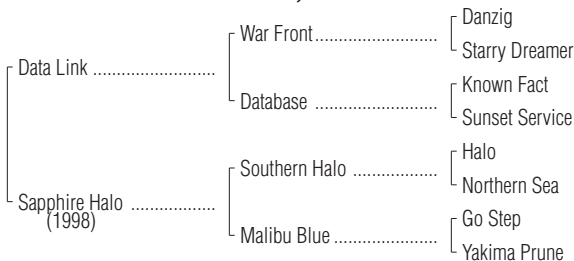 Danzig
War Front
Starry Dreamer
Data Link
Known Fact
Database
Sunset Service
Halo
Southern Halo
Northern Sea
Sapphire Halo
(1998)
Go Step
Malibu Blue
Yakima Prune